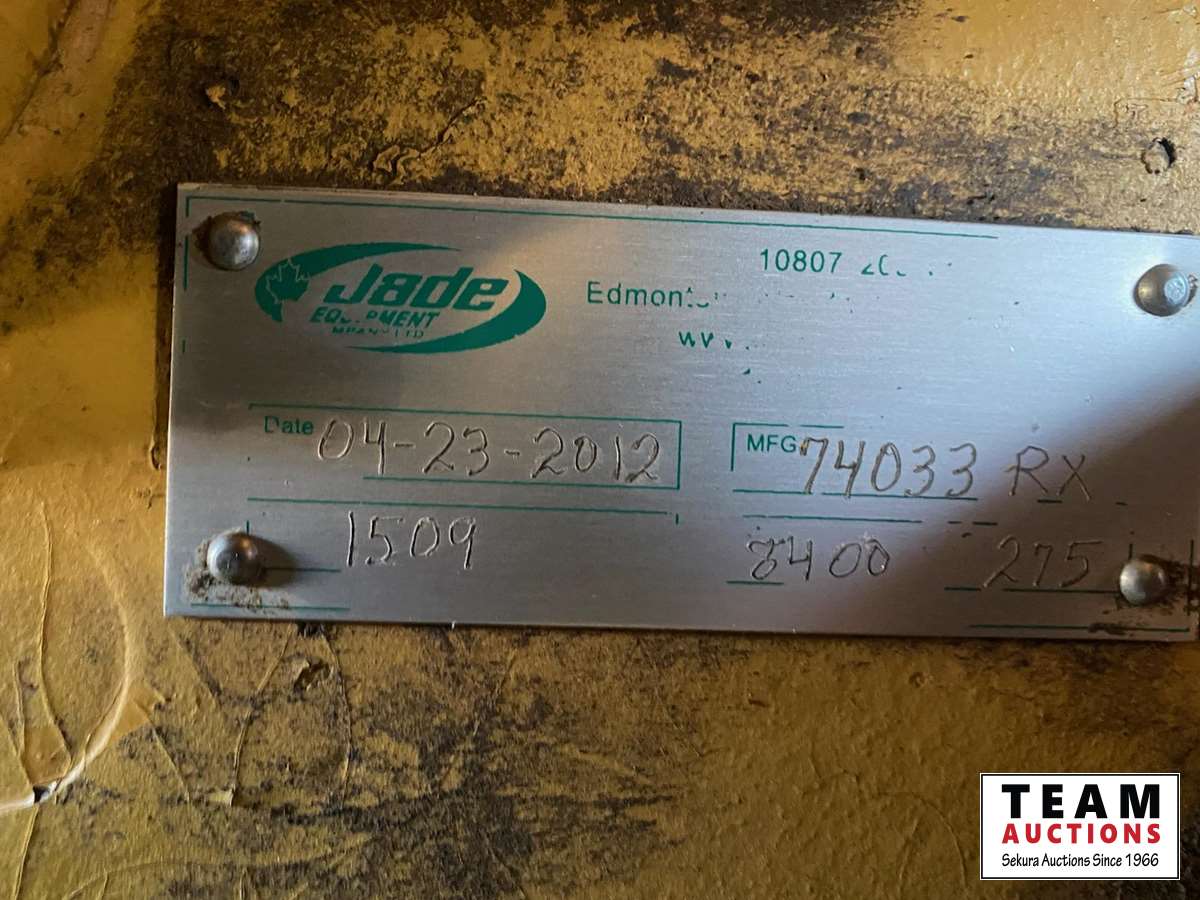 Jade
EQUIPMENT
10807
Date 04-23-2012
MFG 74033 RX
1509
8400 275
TEAM
AUCTIONS
Sekura Auctions Since 1966